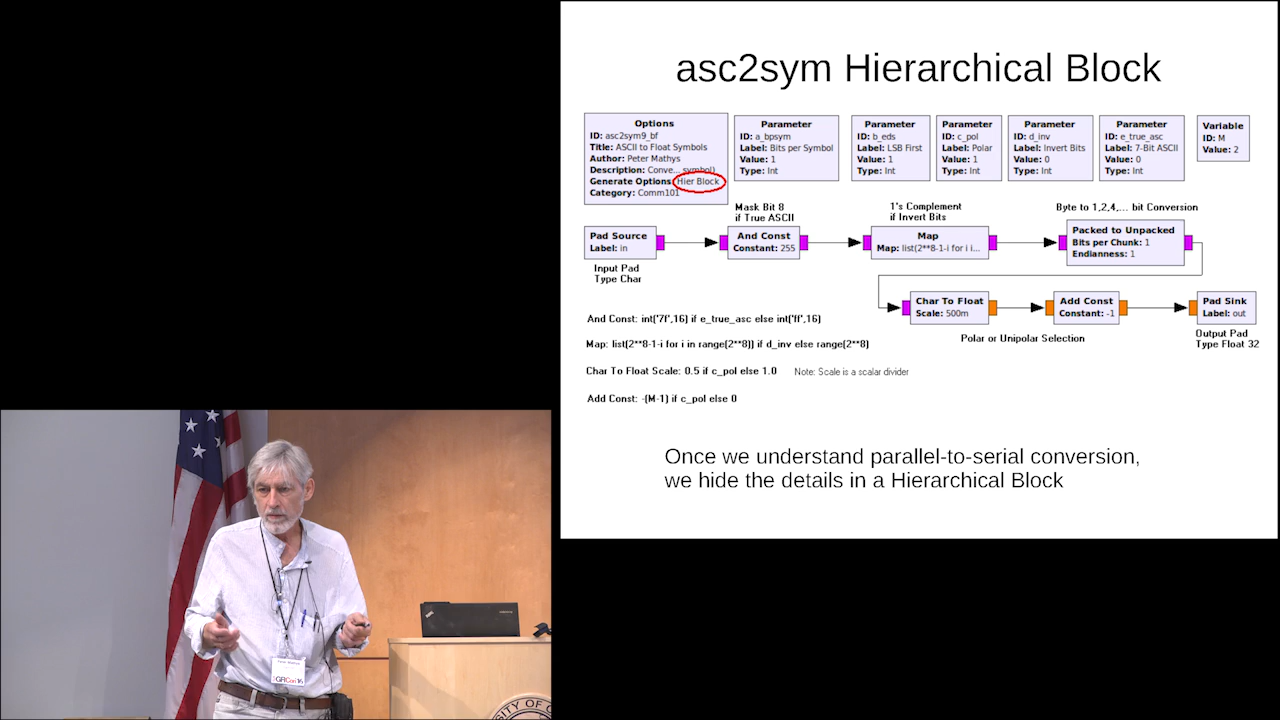 asc2sym Hierarchical Block
Options
ID: asc2sym9_bf
Title: ASCII to Float Symbols
Author: Peter Mathys
Description: Conve... symbol)
Generate Options: Hier Block
Category: Comm101
Parameter
ID: a_bpsym
Label: Bits per Symbol
Value: 1
Type: Int
Parameter
ID: b_eds
Label: LSB First
Value: 1
Type: Int
Parameter
ID: c_pol
Label: Polar
Value: 1
Type: Int
Parameter
ID: d_inv
Label: Invert Bits
Value: 0
Type: Int
Parameter
ID: e_true_asc
Label: 7-Bit ASCII
Value: 0
Type: Int
Variable
ID: M
Value: 2
Mask Bit 8
if True ASCII
1's Complement
if Invert Bits
Byte to 1,2,4,... bit Conversion
Pad Source
Label: in
And Const
Constant: 255
Map
Map: list(2**8-1-i for i i...
Packed to Unpacked
Bits per Chunk: 1
Endianness: 1
Input Pad
Type Char
Char To Float
Scale: 500m
Add Const
Constant: -1
Pad Sink
Label: out
And Const: int('7f',16) if e_true_asc else int('ff',16)
Polar or Unipolar Selection
Output Pad
Type Float 32
Map: list(2**8-1-i for i in range(2**8)) if d_inv else range(2**8)
Char To Float Scale: 0.5 if c_pol else 1.0
Note: Scale is a scalar divider
Add Const: -(M-1) if c_pol else 0
Once we understand parallel-to-serial conversion,
we hide the details in a Hierarchical Block
GRCon16